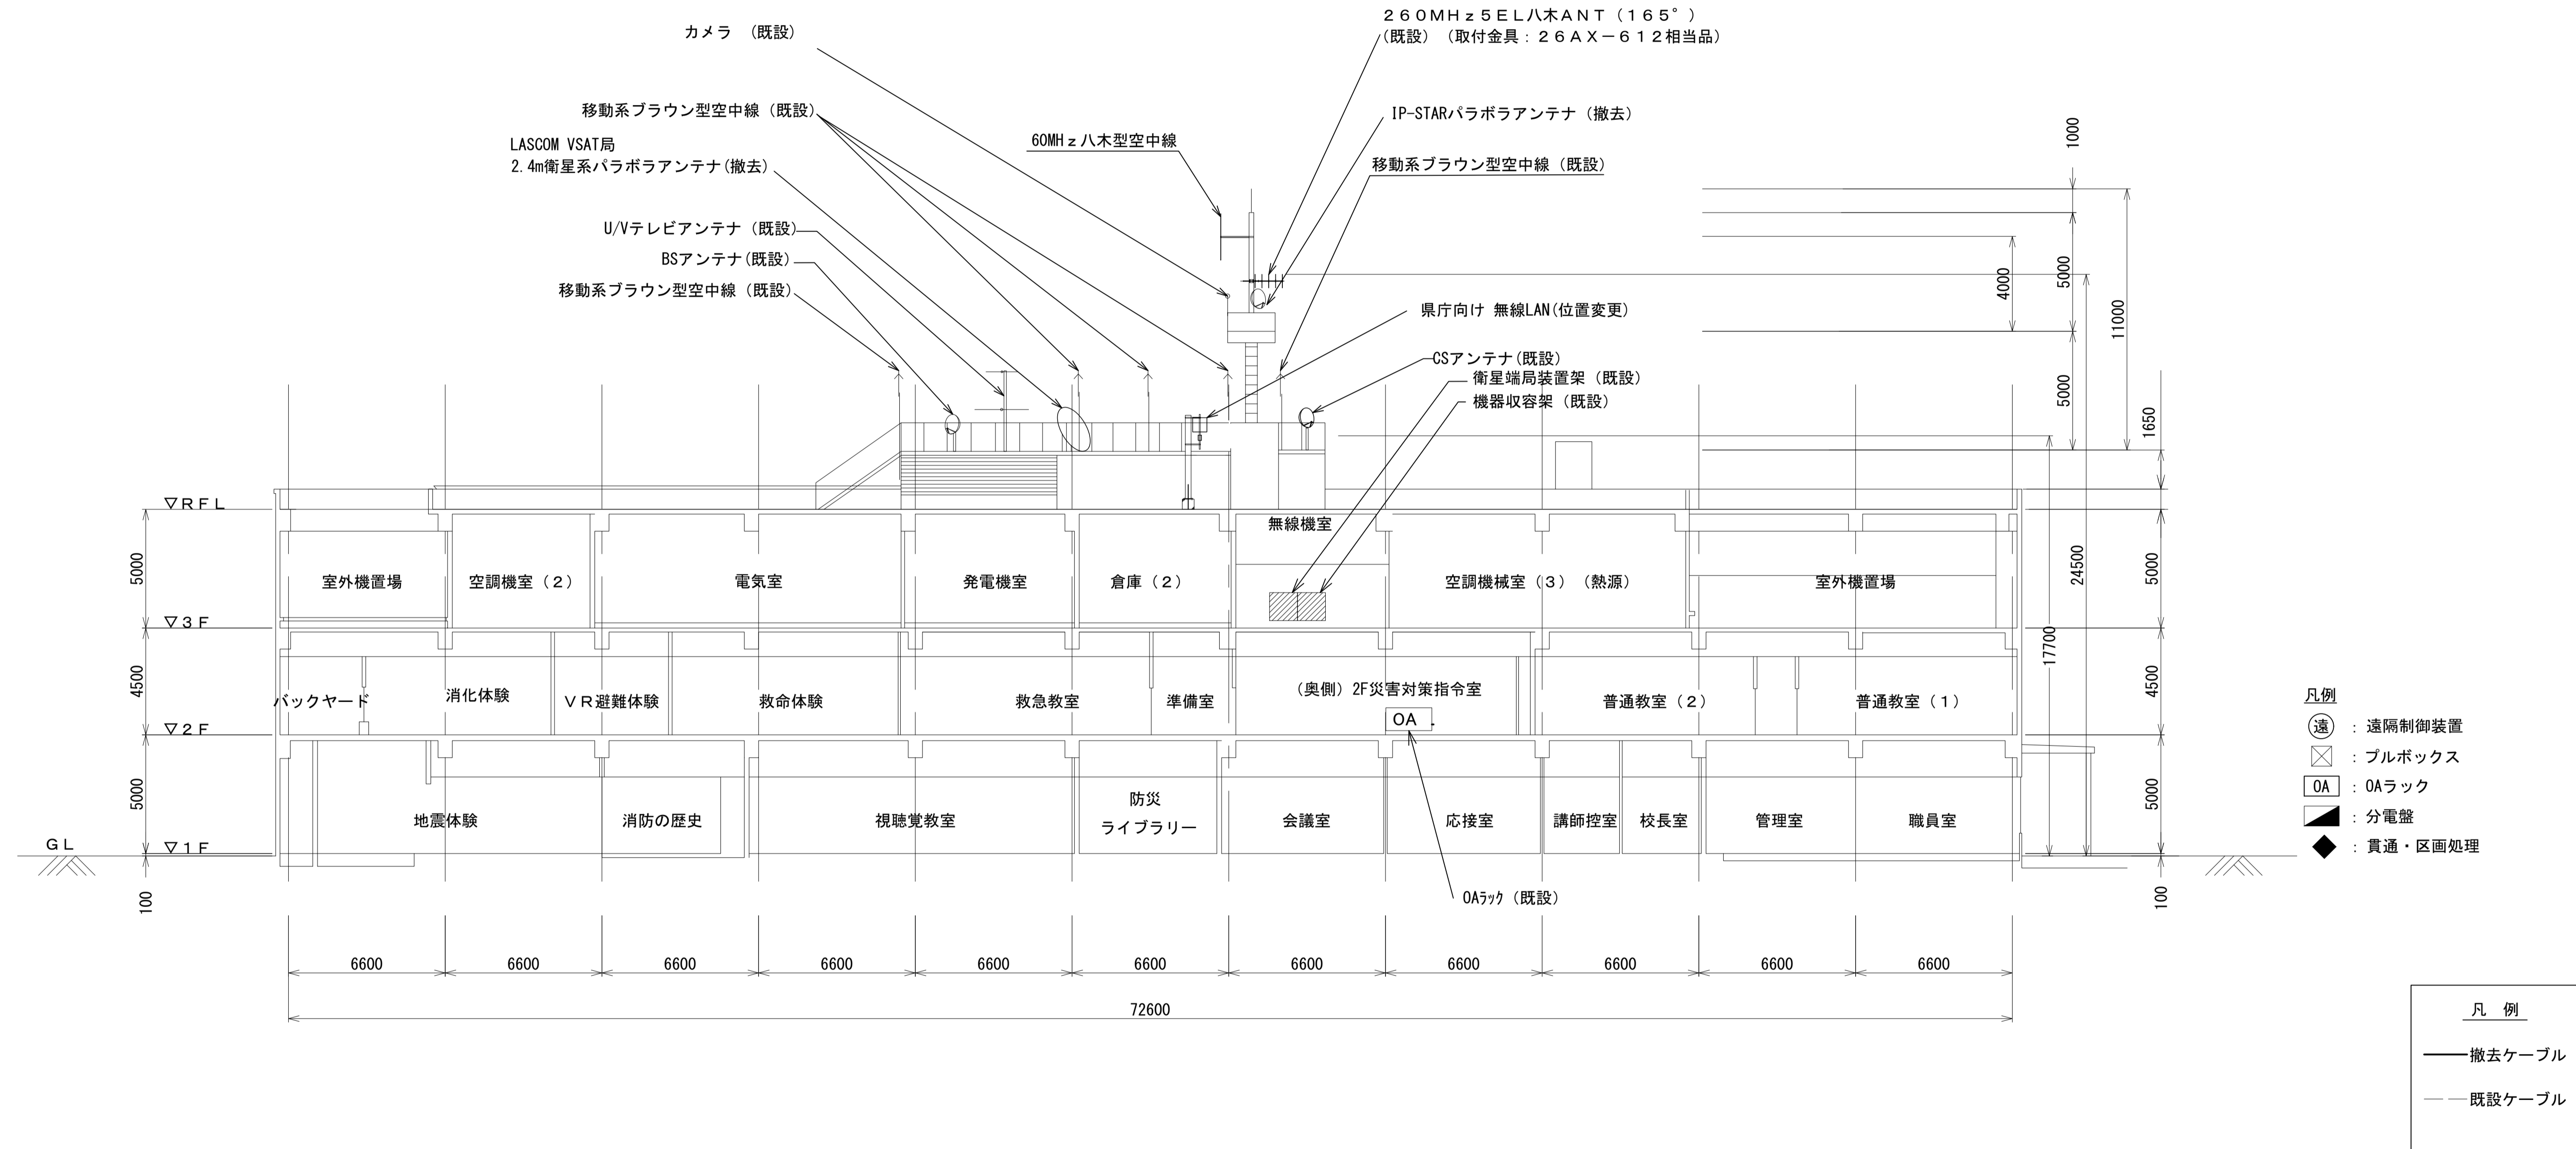 カメラ （既設）
２６０ＭＨｚ５ＥＬ八木ＡＮＴ（１６５°）
（既設）（取付金具：２６ＡＸ－６１２相当品）
移動系ブラウン型空中線（既設）
IP-STARパラボラアンテナ（撤去）
LASCOM VSAT局
2.4m衛星系パラボラアンテナ(撤去)
60MHｚ八木型空中線
移動系ブラウン型空中線（既設）
U/Vテレビアンテナ（既設）
BSアンテナ(既設)
移動系ブラウン型空中線（既設）
県庁向け 無線LAN(位置変更)
CSアンテナ(既設)
衛星端局装置架（既設）
機器収容架（既設）
1000
5000
4000
11000
5000
1650
24500
17700
▽ＲＦＬ
5000
無線機室
室外機置場
空調機室（２）
電気室
発電機室
倉庫（２）
空調機械室（３）（熱源）
室外機置場
5000
▽３Ｆ
4500
バックヤード
消化体験
ＶＲ避難体験
救命体験
救急教室
準備室
（奥側）2F災害対策指令室
普通教室（２）
普通教室（１）
4500
OA
▽２Ｆ
5000
地震体験
消防の歴史
視聴覚教室
防災
ライブラリー
会議室
応接室
講師控室
校長室
管理室
職員室
5000
ＧＬ
▽１Ｆ
100
100
OAﾗｯｸ（既設）
6600
6600
6600
6600
6600
6600
6600
6600
6600
6600
6600
72600
凡例
遠 ：遠隔制御装置
：プルボックス
OA ：OAラック
：分電盤
：貫通・区画処理
凡 例
撤去ケーブル
既設ケーブル